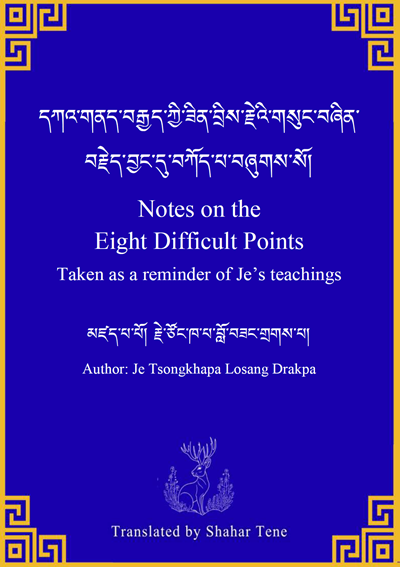 དཀའ་གནད་བརྒྱད་ཀྱི་ཟིན་བྲིས་རྗེའི་གསུང་བཞིན་
བརྗེད་བྱང་དུ་བཀོད་པ་བཞུགས་སོ།
Notes on the
Eight Difficult Points
Taken as a reminder of Je's teachings
མཛད་པ་པོ། རྗེ་ཙོང་ཁ་པ་བློ་བཟང་གྲགས་པ།
Author: Je Tsongkhapa Losang Drakpa
Translated by Shahar Tene